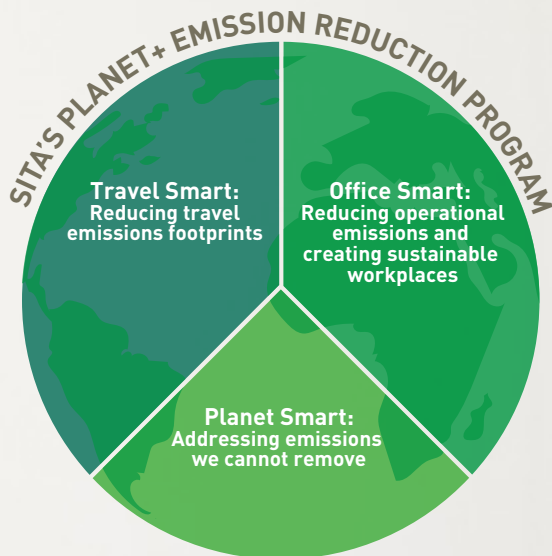 SITA'S PLANET+ EMISSION REDUCTION PROGRAM
Travel Smart:
Reducing travel
emissions footprints
Office Smart:
Reducing operational
emissions and
creating sustainable
workplaces
Planet Smart:
Addressing emissions
we cannot remove